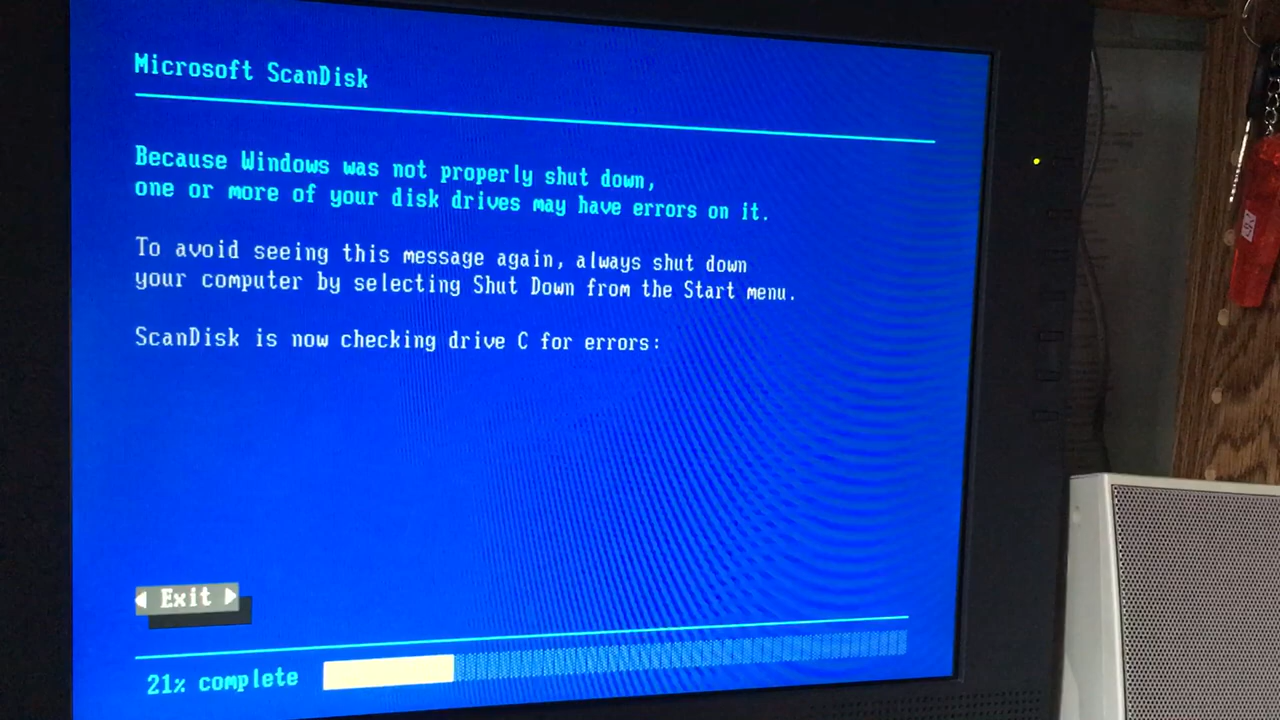 Microsoft ScanDisk
Because Windows was not properly shut down,
one or more of your disk drives may have errors on it.
To avoid seeing this message again, always shut down
your computer by selecting Shut Down from the Start menu.
ScanDisk is now checking drive C for errors:
Exit
21% complete